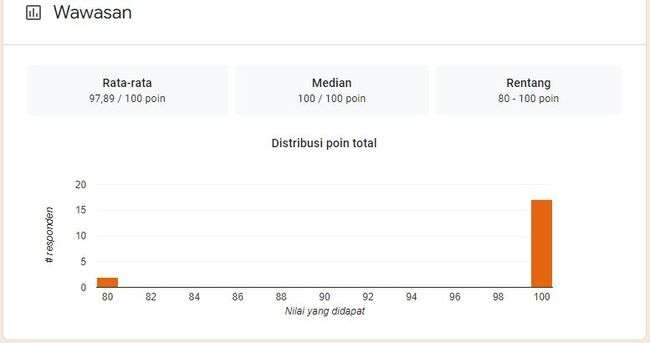 Wawasan
Rata-rata Median Rentang
97,89 / 100 poin 100 / 100 poin 80 - 100 poin
Distribusi poin total
20
15
10
5
0
# responden
80 82 84 86 88 90 92 94 96 98 100
Nilai yang didapat